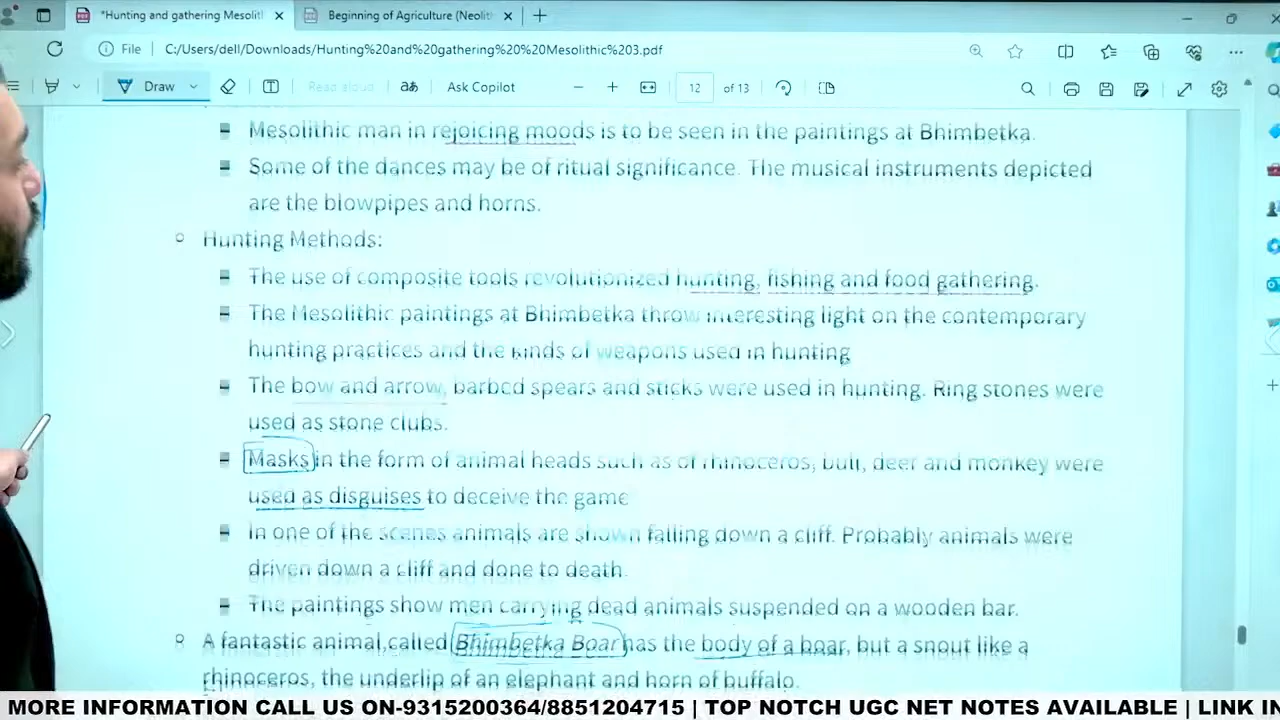 *Hunting and gathering Mesolit
Beginning of Agriculture (Neolit
File
C:/Users/dell/Downloads/Hunting%20and%20gathering%20%20Mesolithic%203.pdf
Draw
Read aloud
Ask Copilot
12 of 13
Mesolithic man in rejoicing moods is to be seen in the paintings at Bhimbetka.
Some of the dances may be of ritual significance. The musical instruments depicted
are the blowpipes and horns.
Hunting Methods:
The use of composite tools revolutionized hunting, fishing and food gathering.
The Mesolithic paintings at Bhimbetka throw interesting light on the contemporary
hunting practices and the kinds of weapons used in hunting
The bow and arrow, barbed spears and sticks were used in hunting. Ring stones were
used as stone clubs.
Masks in the form of animal heads such as of rhinoceros, bull, deer and monkey were
used as disguises to deceive the game
In one of the scenes animals are shown falling down a cliff. Probably animals were
driven down a cliff and done to death.
The paintings show men carrying dead animals suspended on a wooden bar.
A fantastic animal,called Bhimbetka Boar has the body of a boar, but a snout like a
rhinoceros, the underlip of an elephant and horn of buffalo.
MORE INFORMATION CALL US ON-9315200364/8851204715 | TOP NOTCH UGC NET NOTES AVAILABLE | LINK IN